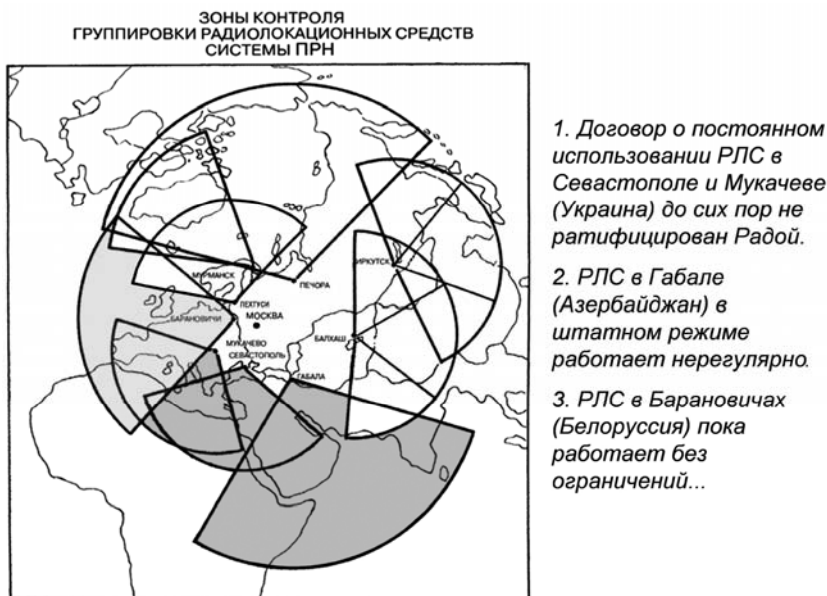 ЗОНЫ КОНТРОЛЯ
ГРУППИРОВКИ РАДИОЛОКАЦИОННЫХ СРЕДСТВ
СИСТЕМЫ ПРН
МУРМАНСК
ПЕЧОРА
ИРКУТСК
ПЕХТУСИ
БАРАНОВИЧИ
МОСКВА
МУКАЧЕВО
СЕВАСТОПОЛЬ
БАЛХАШ
ГАБАЛА
1. Договор о постоянном
использовании РЛС в
Севастополе и Мукачеве
(Украина) до сих пор не
ратифицирован Радой.
2. РЛС в Габале
(Азербайджан) в
штатном режиме
работает нерегулярно.
3. РЛС в Барановичах
(Белоруссия) пока
работает без
ограничений...